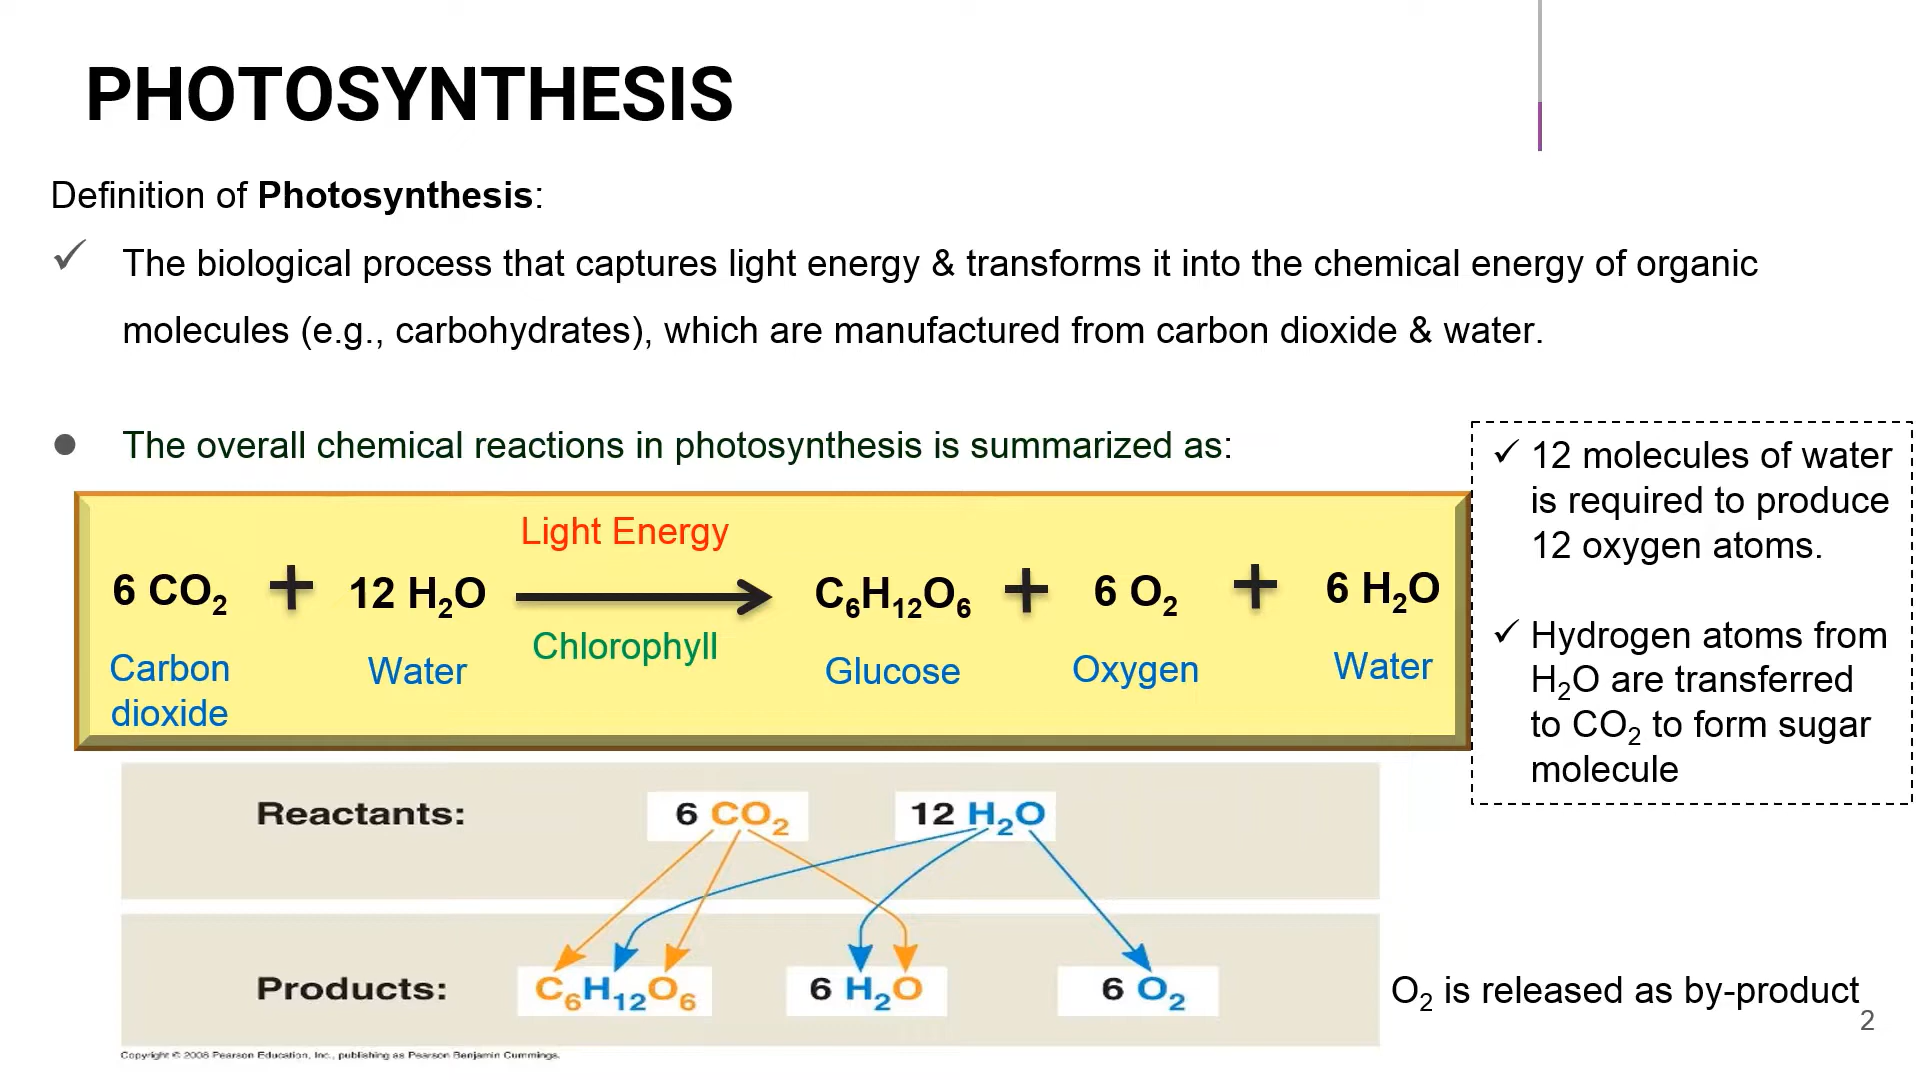 PHOTOSYNTHESIS
Definition of Photosynthesis:
✓ The biological process that captures light energy & transforms it into the chemical energy of organic
molecules (e.g., carbohydrates), which are manufactured from carbon dioxide & water.
● The overall chemical reactions in photosynthesis is summarized as:
Light Energy
6 CO₂ + 12 H₂O → C₆H₁₂O₆ + 6 O₂ + 6 H₂O
Chlorophyll
Carbon
dioxide
Water
Glucose
Oxygen
Water
✓ 12 molecules of water
is required to produce
12 oxygen atoms.
✓ Hydrogen atoms from
H₂O are transferred
to CO₂ to form sugar
molecule
Reactants: 6 CO₂ 12 H₂O
Products: C₆H₁₂O₆ 6 H₂O 6 O₂
O₂ is released as by-product
2
Copyright © 2008 Pearson Education, Inc., publishing as Pearson Benjamin Cummings.